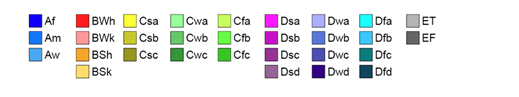 Af BWh Csa Cwa Cfa Dsa Dwa Dfa ET
Am BWk Csb Cwb Cfb Dsb Dwb Dfb EF
Aw BSh Csc Cwc Cfc Dsc Dwc Dfc
BSk Dsd Dwd Dfd